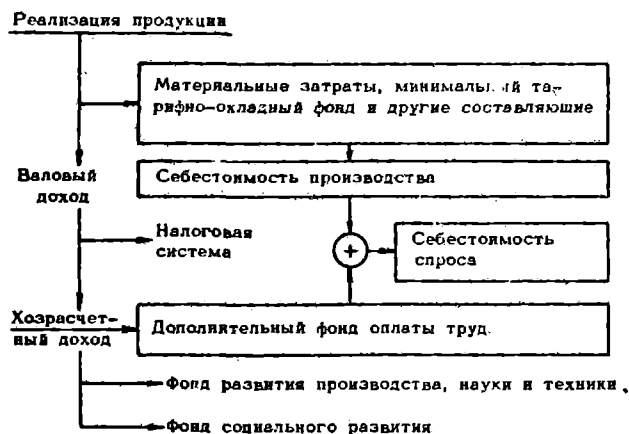 Реализация продукции
Материальные затраты, минимальный та-
рифно-окладный фонд и другие составляющие
Себестоимость производства
Валовый
доход
Налоговая
система
+
Себестоимость
спроса
Хозрасчет-
ный доход
Дополнительный фонд оплаты труд.
Фонд развития производства, науки и техники.
Фонд социального развития